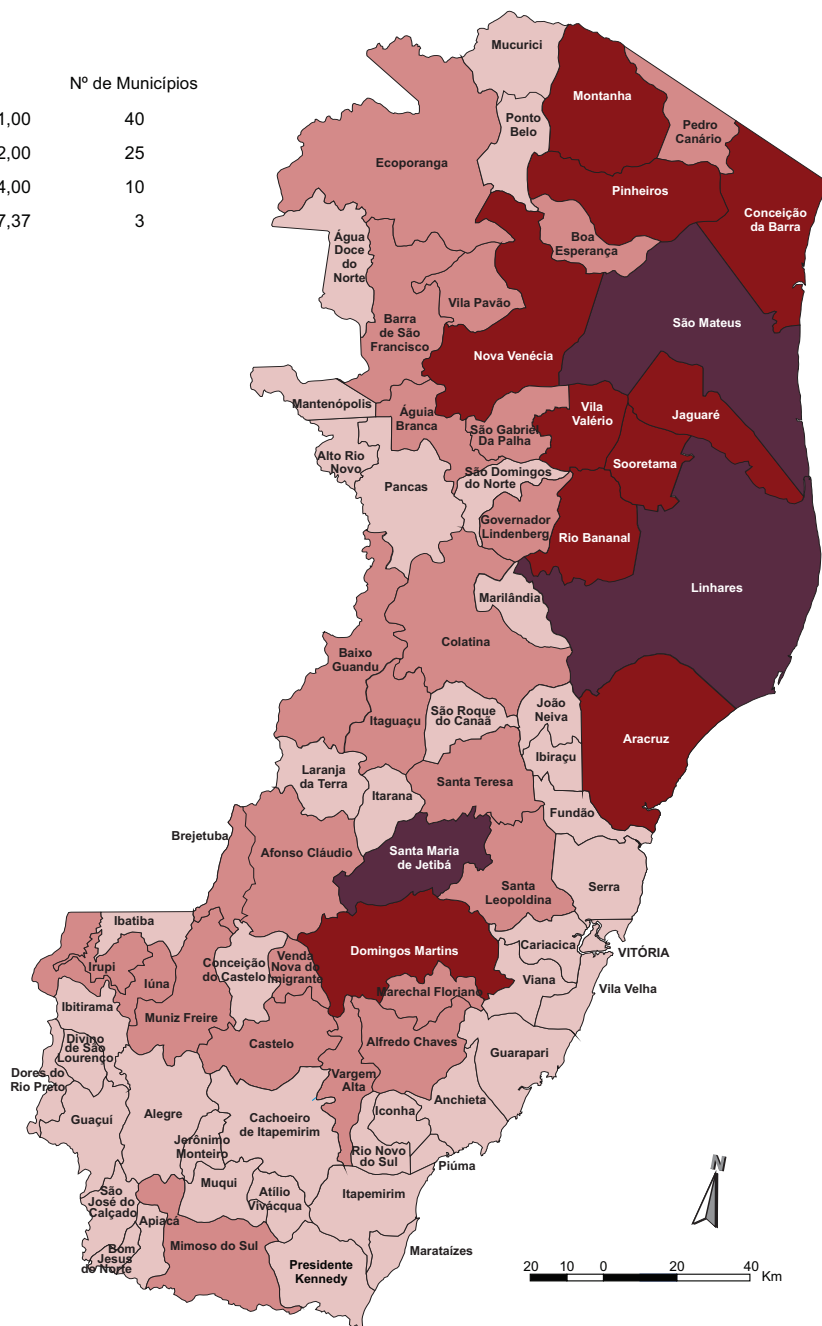 Nº de Municípios
1,00 40
2,00 25
4,00 10
7,37 3
Mucurici
Montanha
Ponto
Belo
Pedro
Canário
Ecoporanga
Pinheiros
Conceição
da Barra
Água
Doce
do
Norte
Boa
Esperança
Vila Pavão
São Mateus
Barra
de São
Francisco
Nova Venécia
Mantenópolis
Águia
Branca
São Gabriel
Da Palha
Vila
Valério
Jaguaré
Alto Rio
Novo
Sooretama
São Domingos
do Norte
Pancas
Governador
Lindenberg
Rio Bananal
Linhares
Marilândia
Colatina
Baixo
Guandu
São Roque
do Canaã
João
Neiva
Itaguaçu
Aracruz
Ibiraçu
Laranja
da Terra
Santa Teresa
Itarana
Fundão
Brejetuba
Afonso Cláudio
Santa Maria
de Jetibá
Serra
Santa
Leopoldina
Ibatiba
Cariacica
VITÓRIA
Domingos Martins
Irupi
Iúna
Conceição
do Castelo
Venda
Nova do
Imigrante
Viana
Vila Velha
Marechal Floriano
Ibitirama
Muniz Freire
Divino
de São
Lourenço
Castelo
Alfredo Chaves
Guarapari
Dores do
Rio Preto
Vargem
Alta
Anchieta
Guaçuí
Alegre
Cachoeiro
de Itapemirim
Iconha
Jerônimo
Monteiro
Rio Novo
do Sul
Piúma
Muqui
Atílio
Vivácqua
Itapemirim
São
José do
Calçado
Apiacá
Bom
Jesus
do Norte
Mimoso do Sul
Presidente
Kennedy
Marataízes
N
20 10 0 20 40
Km